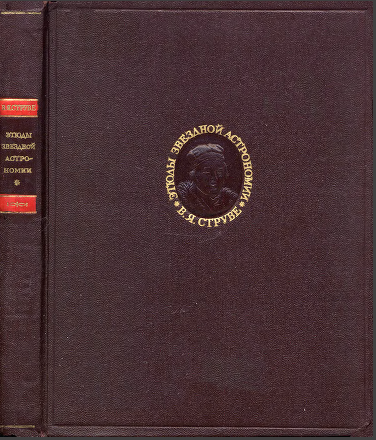 В.Я.СТРУВЕ
ЭТЮДЫ
ЗВЕЗДНОЙ
АСТРО-
НОМИИ
ЭТЮДЫ ЗВЕЗДНОЙ АСТРОНОМИИ
В. Я. СТРУВЕ